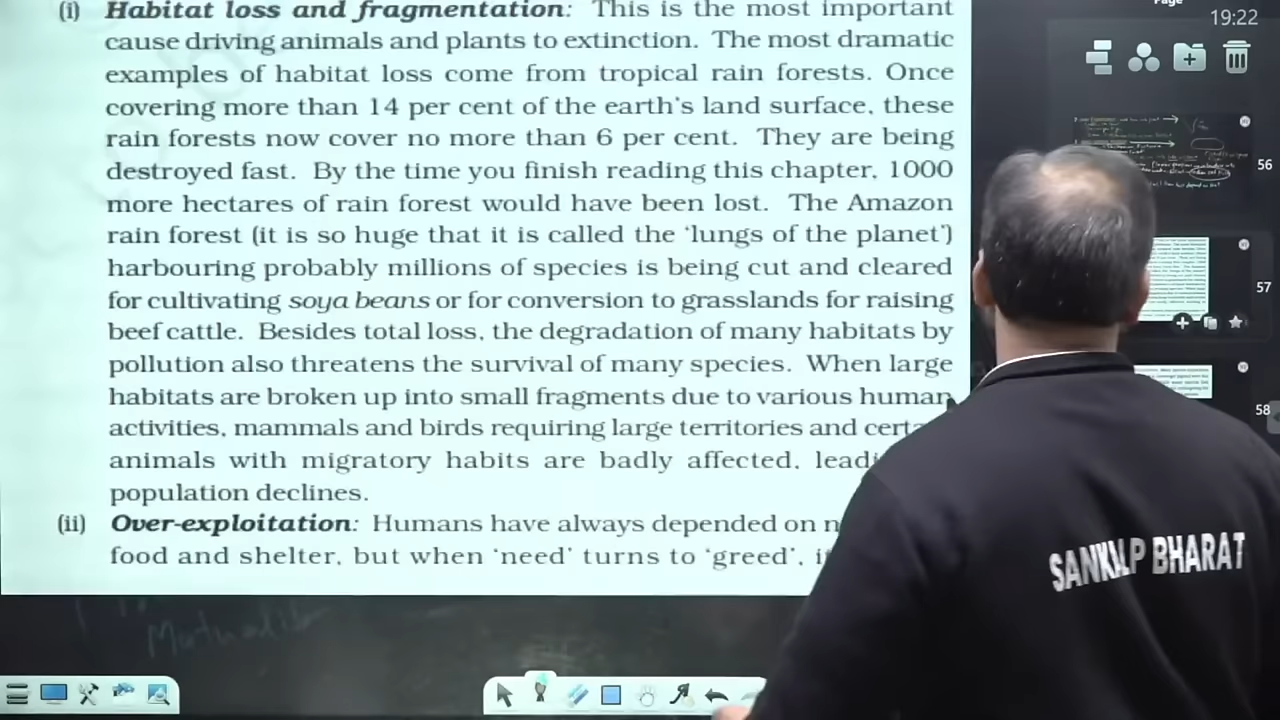 (i) Habitat loss and fragmentation: This is the most important
cause driving animals and plants to extinction. The most dramatic
examples of habitat loss come from tropical rain forests. Once
covering more than 14 per cent of the earth's land surface, these
rain forests now cover no more than 6 per cent. They are being
destroyed fast. By the time you finish reading this chapter, 1000
more hectares of rain forest would have been lost. The Amazon
rain forest (it is so huge that it is called the 'lungs of the planet')
harbouring probably millions of species is being cut and cleared
for cultivating soya beans or for conversion to grasslands for raising
beef cattle. Besides total loss, the degradation of many habitats by
pollution also threatens the survival of many species. When large
habitats are broken up into small fragments due to various human
activities, mammals and birds requiring large territories and
animals with migratory habits are badly affected,
population declines.
(ii) Over-exploitation: Humans have always depended on
food and shelter, but when 'need' turns to 'greed',
Page
19:22
56
57
58
SANKALP BHARAT